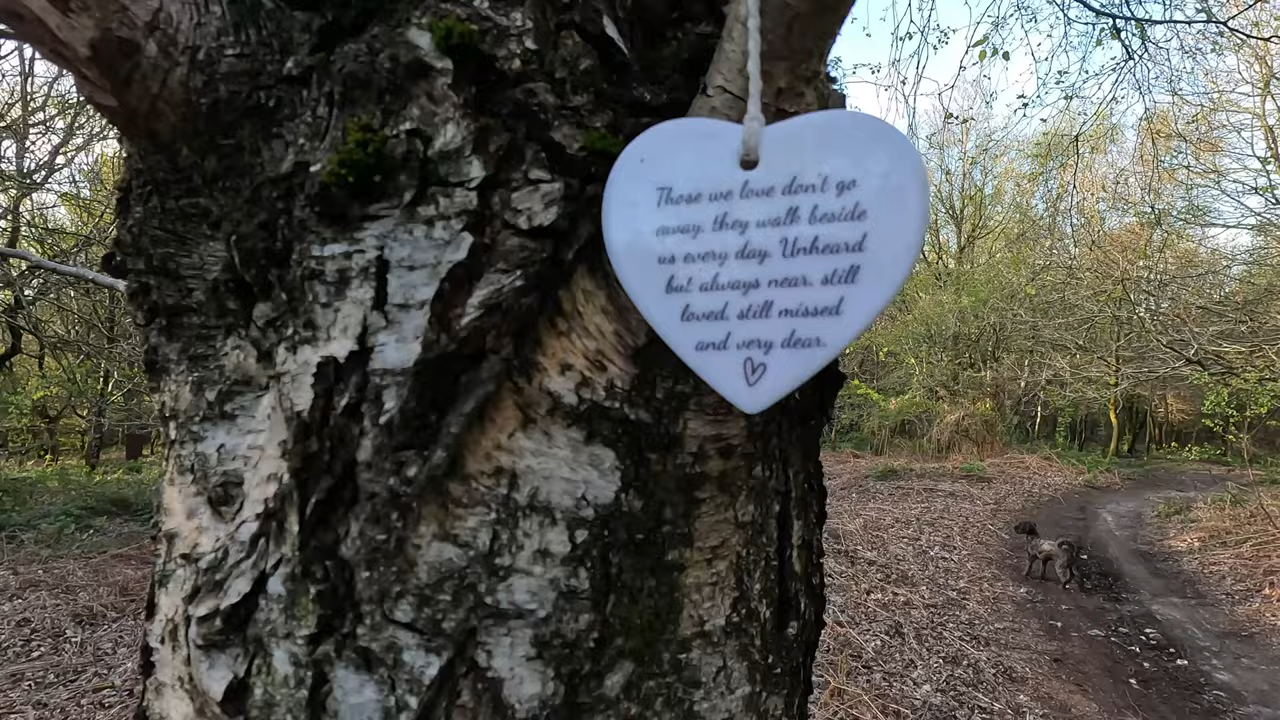 Those we love don't go
away, they walk beside
us every day. Unheard
but always near, still
loved, still missed
and very dear.